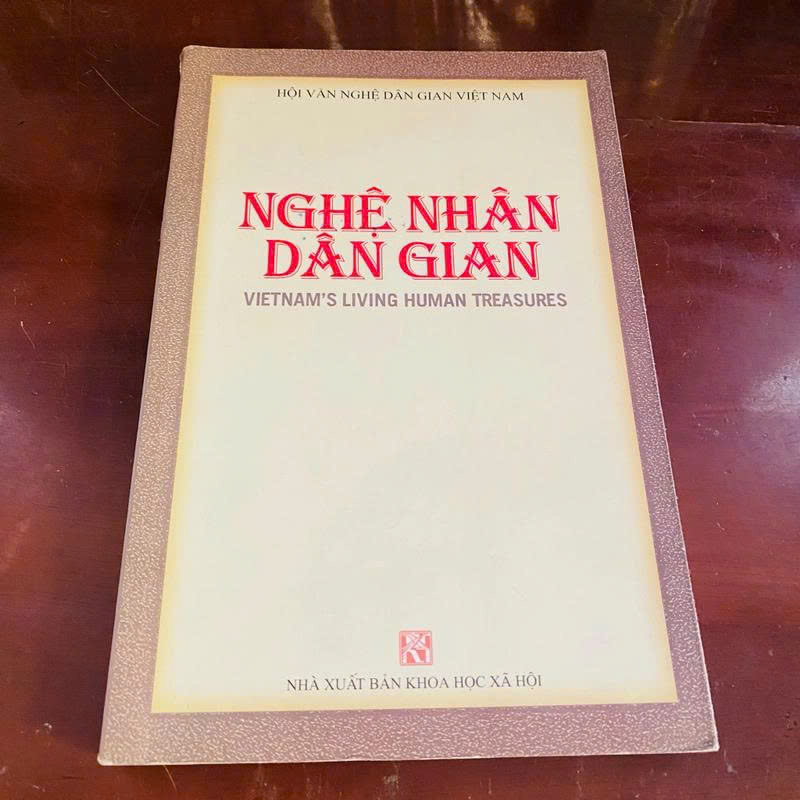 HỘI VĂN NGHỆ DÂN GIAN VIỆT NAM
NGHỆ NHÂN
DÂN GIAN
VIETNAM'S LIVING HUMAN TREASURES
NHÀ XUẤT BẢN KHOA HỌC XÃ HỘI